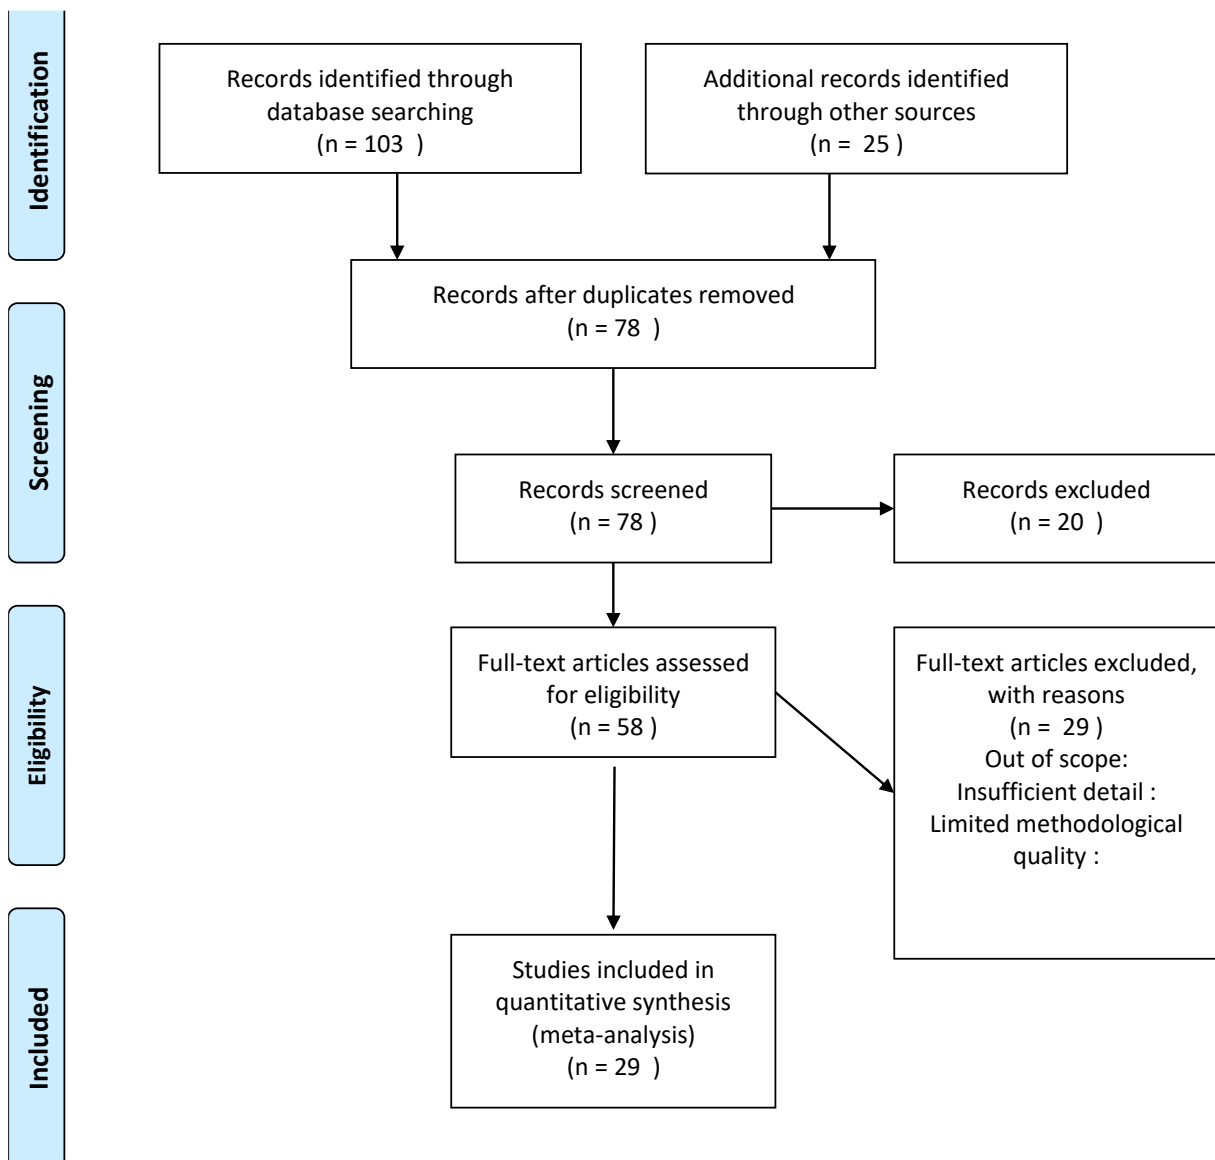 Identification
Records identified through
database searching
(n = 103  )
Additional records identified
through other sources
(n =  25 )
Records after duplicates removed
(n = 78  )
Screening
Records screened
(n = 78 )
Records excluded
(n = 20  )
Eligibility
Full-text articles assessed
for eligibility
(n = 58 )
Full-text articles excluded,
with reasons
(n =  29 )
Out of scope:
Insufficient detail :
Limited methodological
quality :
Included
Studies included in
quantitative synthesis
(meta-analysis)
(n = 29  )